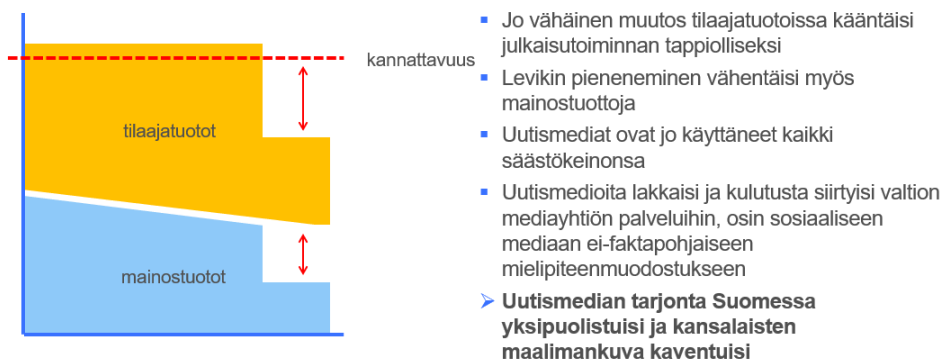 kannattavuus
tilaajatuotot
mainostuotot
Jo vähäinen muutos tilaajatuotoissa kääntäisi
julkaisutoiminnan tappiolliseksi
Levikin pieneneminen vähentäisi myös
mainostuottoja
Uutismediat ovat jo käyttäneet kaikki
säästökeinonsa
Uutismedioita lakkaisi ja kulutusta siirtyisi valtion
mediayhtiön palveluihin, osin sosiaaliseen
mediaan ei-faktapohjaiseen
mielipiteenmuodostukseen
Uutismedian tarjonta Suomessa
yksipuolistuisi ja kansalaisten
maalimankuva kaventuisi